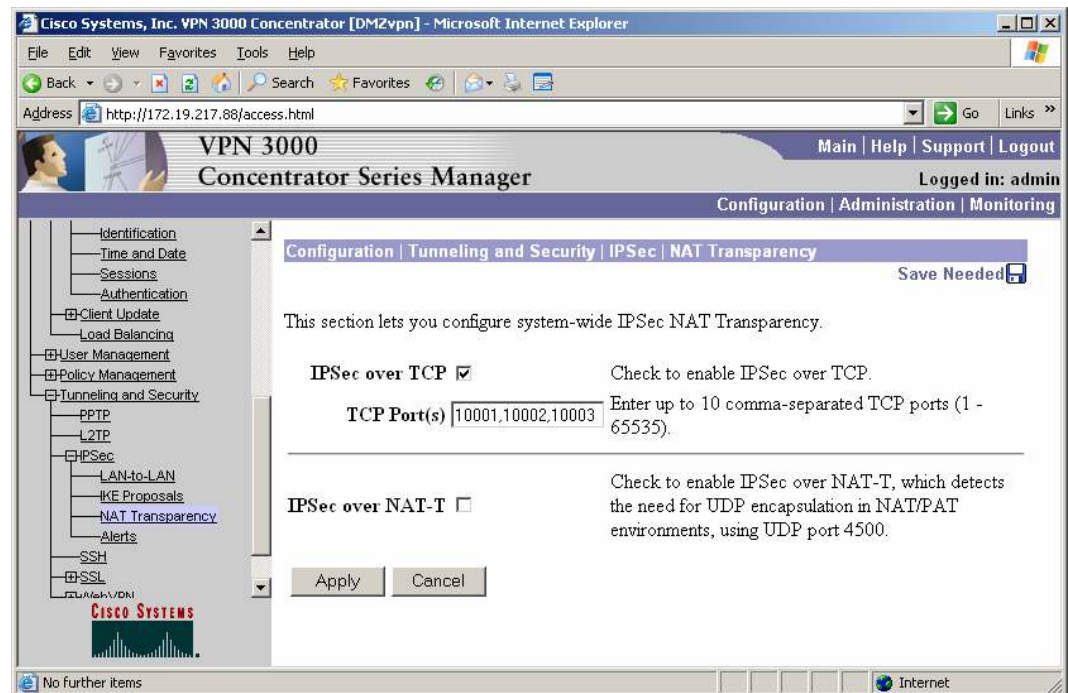 Cisco Systems, Inc. VPN 3000 Concentrator [DMZvpn] - Microsoft Internet Explorer
File Edit View Favorites Tools Help
Back Search Favorites
Address http://172.19.217.88/access.html Go Links »
VPN 3000
Concentrator Series Manager
Main | Help | Support | Logout
Logged in: admin
Configuration | Administration | Monitoring
Identification
Time and Date
Sessions
Authentication
Client Update
Load Balancing
User Management
Policy Management
Tunneling and Security
PPTP
L2TP
IPSec
LAN-to-LAN
IKE Proposals
NAT Transparency
Alerts
SSH
SSL
WebVPN
CISCO SYSTEMS
Configuration | Tunneling and Security | IPSec | NAT Transparency
Save Needed
This section lets you configure system-wide IPSec NAT Transparency.
IPSec over TCP Check to enable IPSec over TCP.
TCP Port(s) 10001,10002,10003 Enter up to 10 comma-separated TCP ports (1 -
65535).
IPSec over NAT-T Check to enable IPSec over NAT-T, which detects
the need for UDP encapsulation in NAT/PAT
environments, using UDP port 4500.
Apply Cancel
No further items Internet